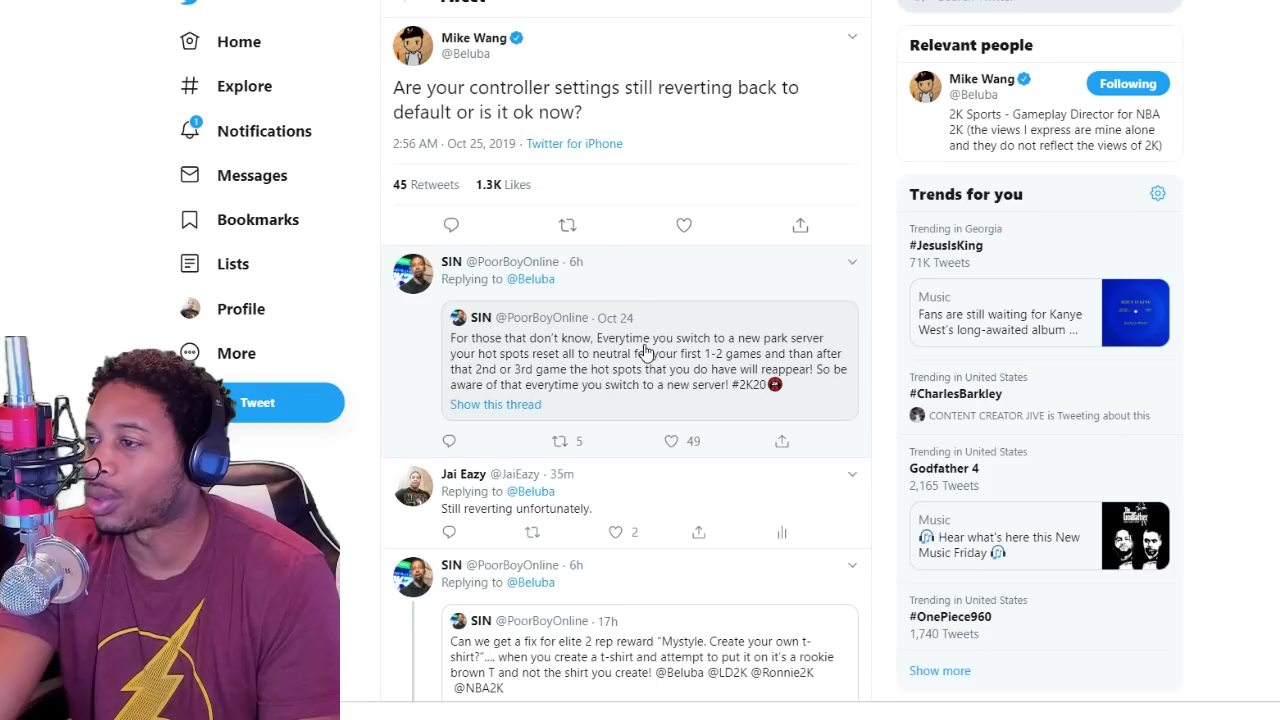 Home
Explore
1
Notifications
Messages
Bookmarks
Lists
Profile
More
Tweet
Tweet
Mike Wang
@Beluba
Are your controller settings still reverting back to
default or is it ok now?
2:56 AM · Oct 25, 2019 · Twitter for iPhone
45 Retweets 1.3K Likes
SIN @PoorBoyOnline · 6h
Replying to @Beluba
SIN @PoorBoyOnline · Oct 24
For those that don't know, Everytime you switch to a new park server
your hot spots reset all to neutral for your first 1-2 games and than after
that 2nd or 3rd game the hot spots that you do have will reappear! So be
aware of that everytime you switch to a new server! #2K20
Show this thread
5 49
Jai Eazy @JaiEazy · 35m
Replying to @Beluba
Still reverting unfortunately.
2
SIN @PoorBoyOnline · 6h
Replying to @Beluba
SIN @PoorBoyOnline · 17h
Can we get a fix for elite 2 rep reward "Mystyle. Create your own t-
shirt?".... when you create a t-shirt and attempt to put it on it's a rookie
brown T and not the shirt you create! @Beluba @LD2K @Ronnie2K
@NBA2K
Relevant people
Mike Wang
@Beluba
Following
2K Sports - Gameplay Director for NBA
2K (the views I express are mine alone
and they do not reflect the views of 2K)
Trends for you
Trending in Georgia
#JesusIsKing
71K Tweets
Music
Fans are still waiting for Kanye
West's long-awaited album ...
Trending in United States
#CharlesBarkley
CONTENT CREATOR JIVE is Tweeting about this
Trending in United States
Godfather 4
2,165 Tweets
Music
🎧 Hear what's here this New
Music Friday 🎧
Trending in United States
#OnePiece960
1,740 Tweets
Show more